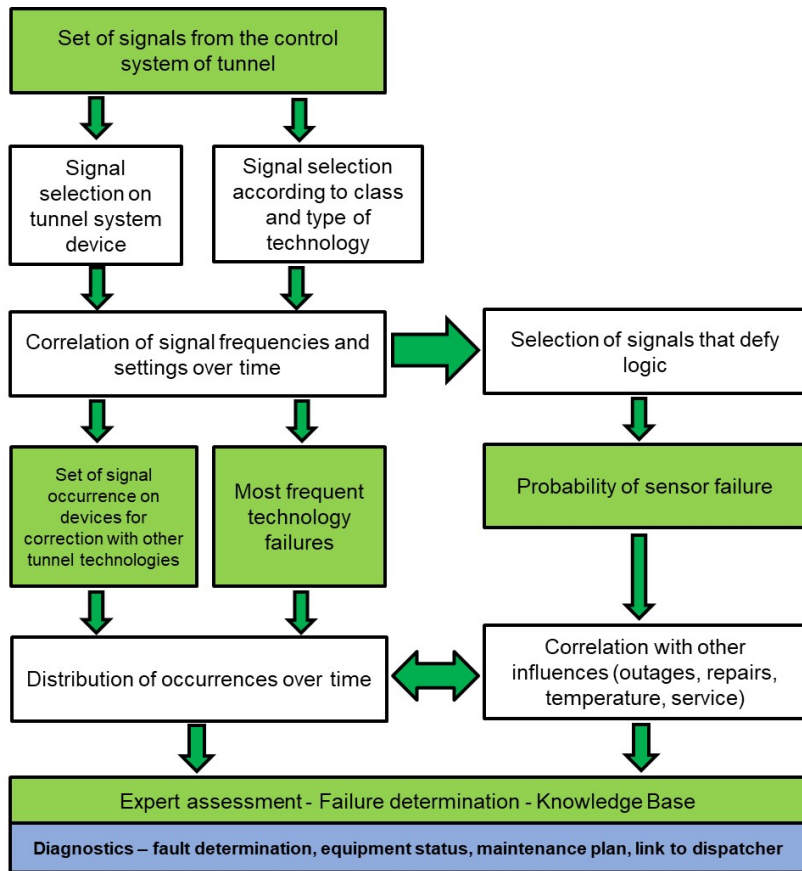 Set of signals from the control
system of tunnel
Signal
selection on
tunnel system
device
Signal selection
according to class
and type of
technology
Correlation of signal frequencies and
settings over time
Selection of signals that defy
logic
Set of signal
occurrence on
devices for
correction with other
tunnel technologies
Most frequent
technology
failures
Probability of sensor failure
Distribution of occurrences over time
Correlation with other
influences (outages, repairs,
temperature, service)
Expert assessment - Failure determination - Knowledge Base
Diagnostics – fault determination, equipment status, maintenance plan, link to dispatcher